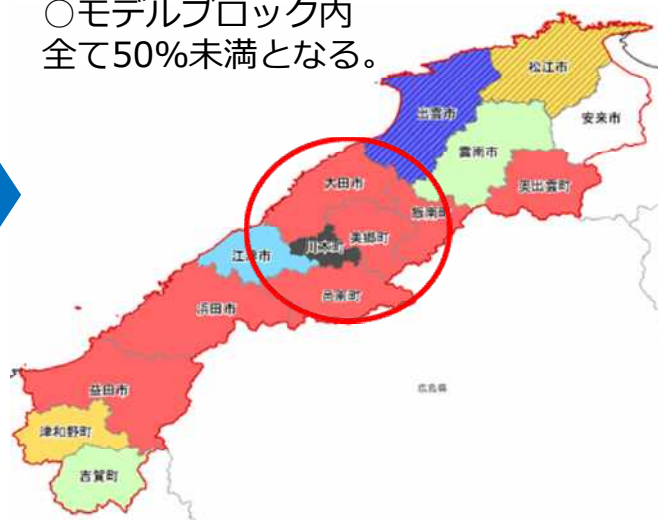 ○モデルブロック内
全て50%未満となる。
松江市
出雲市
安来市
雲南市
大田市
奥出雲町
飯南町
美郷町
川本町
江津市
邑南町
浜田市
益田市
広島県
津和野町
吉賀町